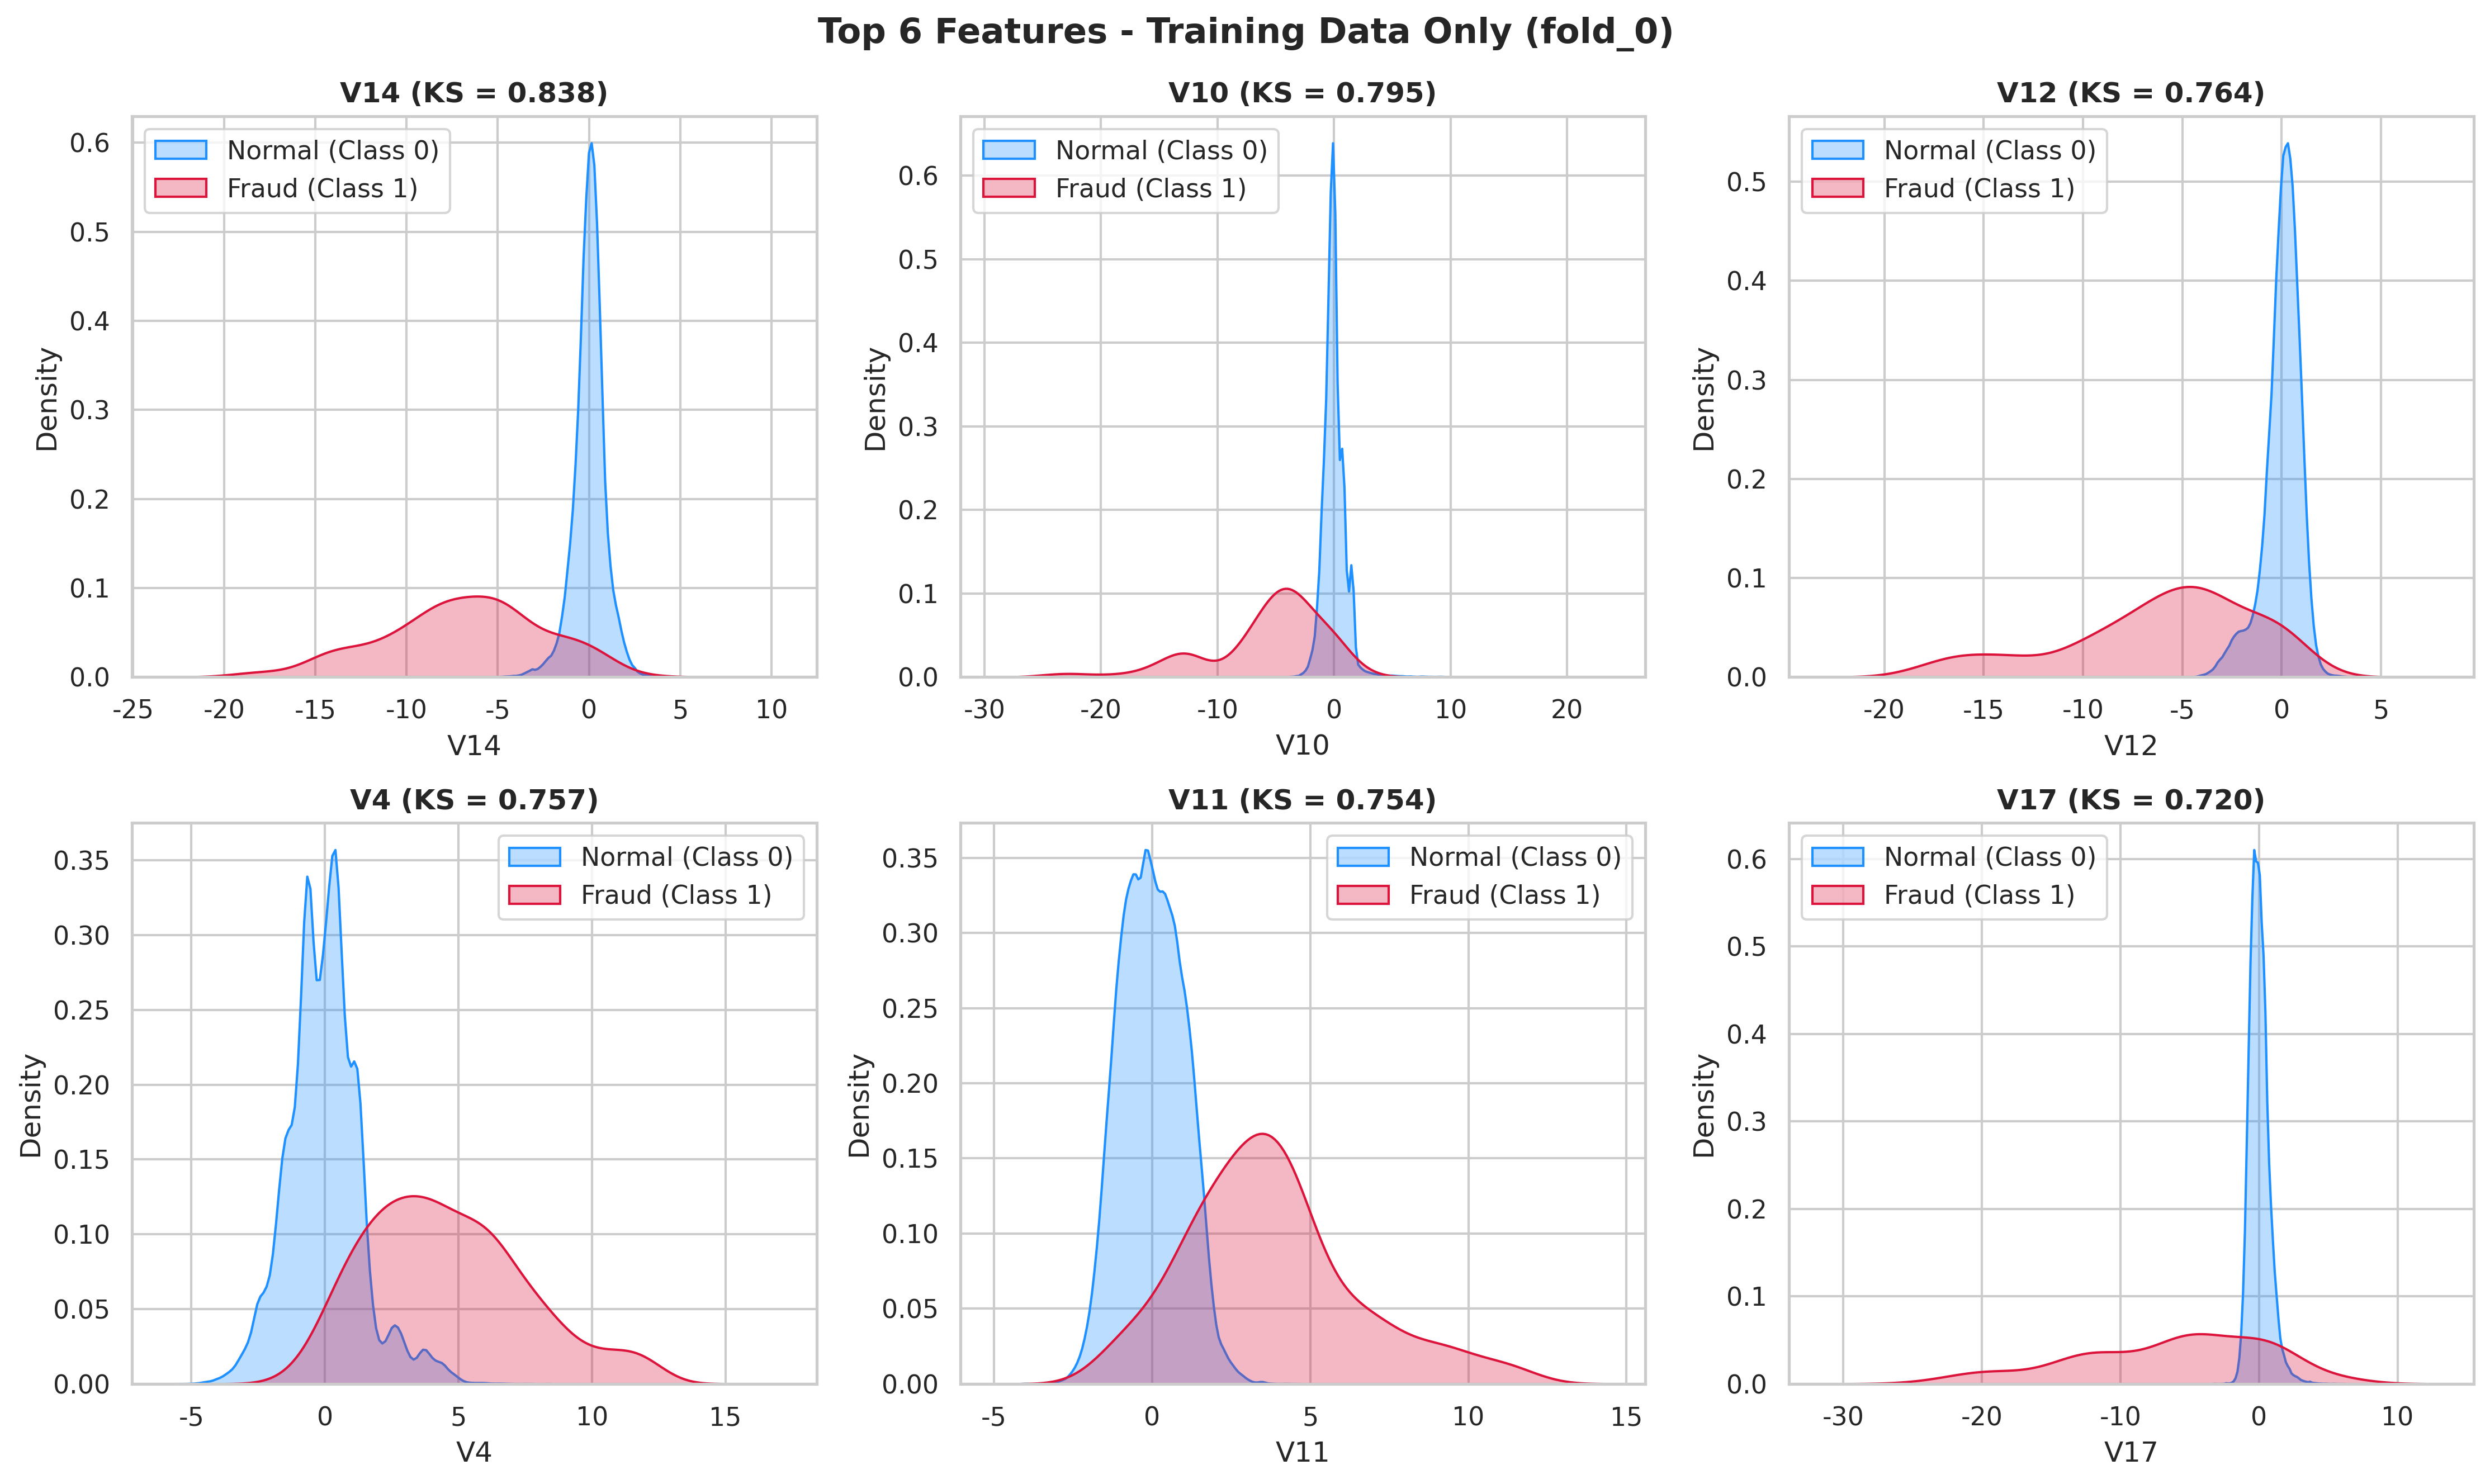 Top 6 Features - Training Data Only (fold_0)
V14 (KS = 0.838)
Normal (Class 0)
Fraud (Class 1)
0.6
0.5
0.4
0.3
0.2
0.1
0.0
Density
-25 -20 -15 -10 -5 0 5 10
V14
V10 (KS = 0.795)
Normal (Class 0)
Fraud (Class 1)
0.6
0.5
0.4
0.3
0.2
0.1
0.0
Density
-30 -20 -10 0 10 20
V10
V12 (KS = 0.764)
Normal (Class 0)
Fraud (Class 1)
0.5
0.4
0.3
0.2
0.1
0.0
Density
-20 -15 -10 -5 0 5
V12
V4 (KS = 0.757)
Normal (Class 0)
Fraud (Class 1)
0.35
0.30
0.25
0.20
0.15
0.10
0.05
0.00
Density
-5 0 5 10 15
V4
V11 (KS = 0.754)
Normal (Class 0)
Fraud (Class 1)
0.35
0.30
0.25
0.20
0.15
0.10
0.05
0.00
Density
-5 0 5 10 15
V11
V17 (KS = 0.720)
Normal (Class 0)
Fraud (Class 1)
0.6
0.5
0.4
0.3
0.2
0.1
0.0
Density
-30 -20 -10 0 10
V17